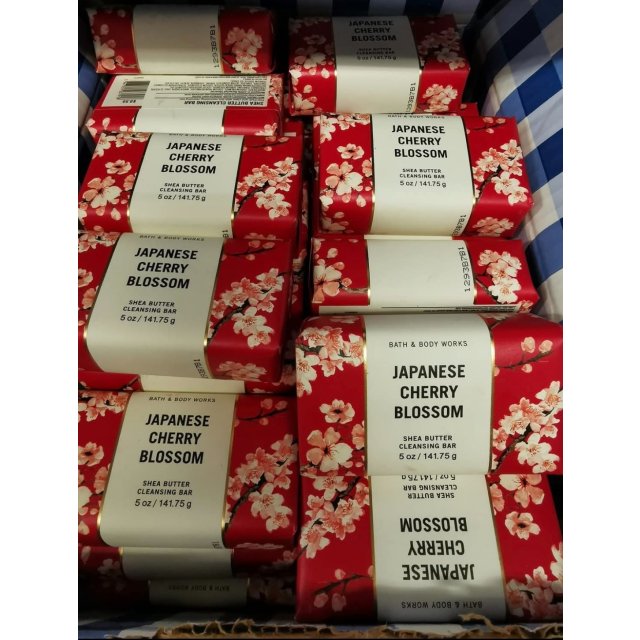 1293B7B1
JAPANESE
CHERRY
BLOSSOM
SHEA BUTTER
CLEANSING BAR
5 oz / 141.75 g
SHEA BUTTER CLEANSING BAR
BATH & BODY WORKS
JAPANESE
CHERRY
BLOSSOM
SHEA BUTTER
CLEANSING BAR
5 oz / 141.75 g
JAPANESE
CHERRY
BLOSSOM
SHEA BUTTER
CLEANSING BAR
5 oz / 141.75 g
BATH & BODY WORKS
JAPANESE
CHERRY
BLOSSOM
SHEA BUTTER
CLEANSING BAR
5 oz / 141.75 g
1293B7B1
BATH & BODY WORKS
JAPANESE
CHERRY
BLOSSOM
SHEA BUTTER
CLEANSING BAR
5 oz / 141.75 g
BATH & BODY WORKS
JAPANESE
CHERRY
BLOSSOM
SHEA BUTTER
CLEANSING BAR
5 oz / 141.75 g
BATH & BODY WORKS
JAPANESE
CHERRY
BLOSSOM
SHEA BUTTER
CLEANSING BAR
5 oz / 141.75 g
BATH & BODY WORKS